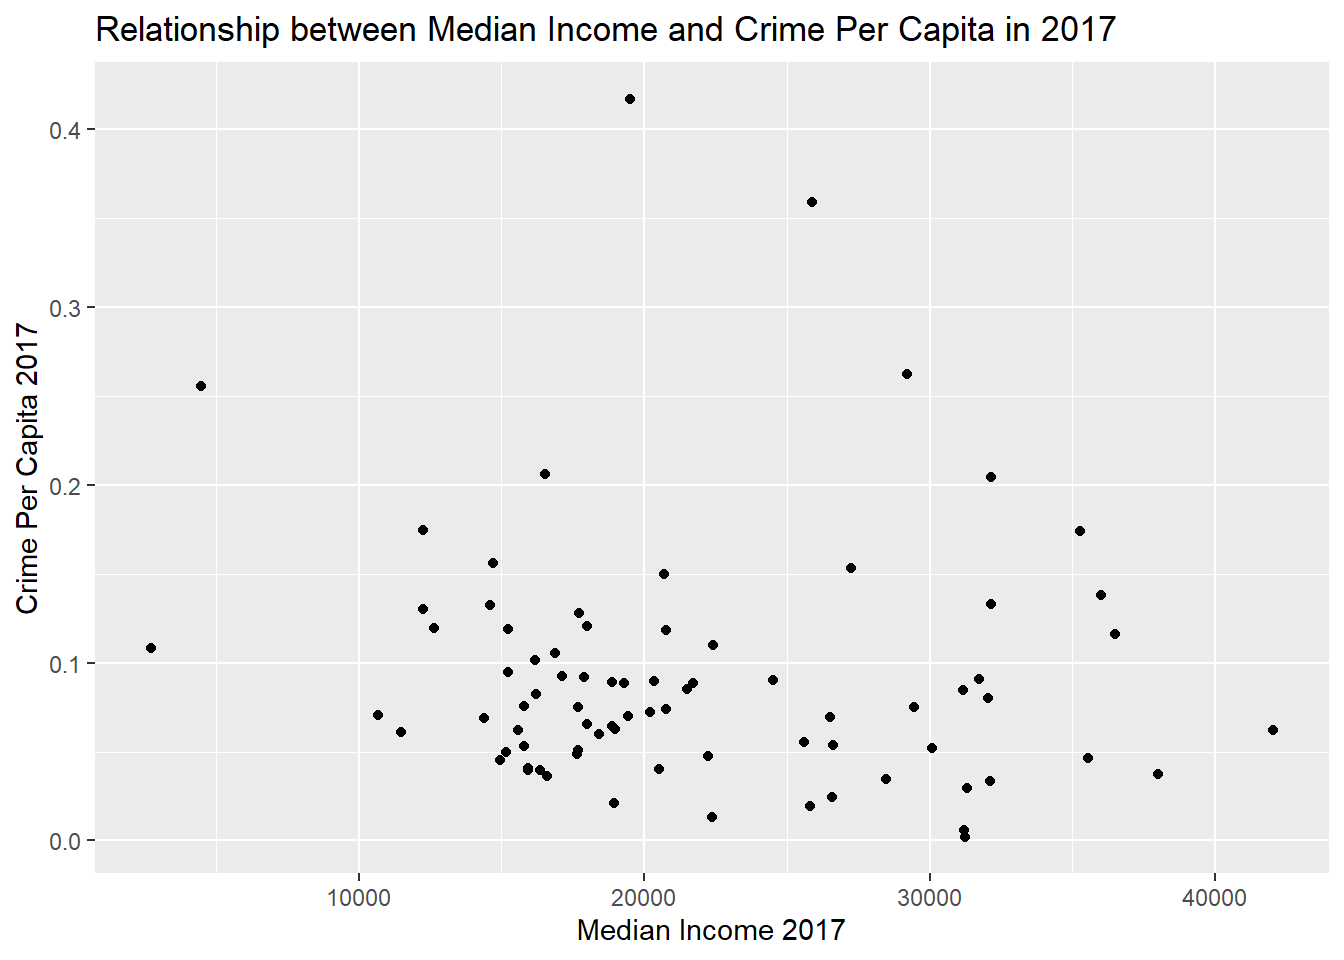 Relationship between Median Income and Crime Per Capita in 2017
0.4
0.3
0.2
0.1
0.0
Crime Per Capita 2017
10000 20000 30000 40000
Median Income 2017